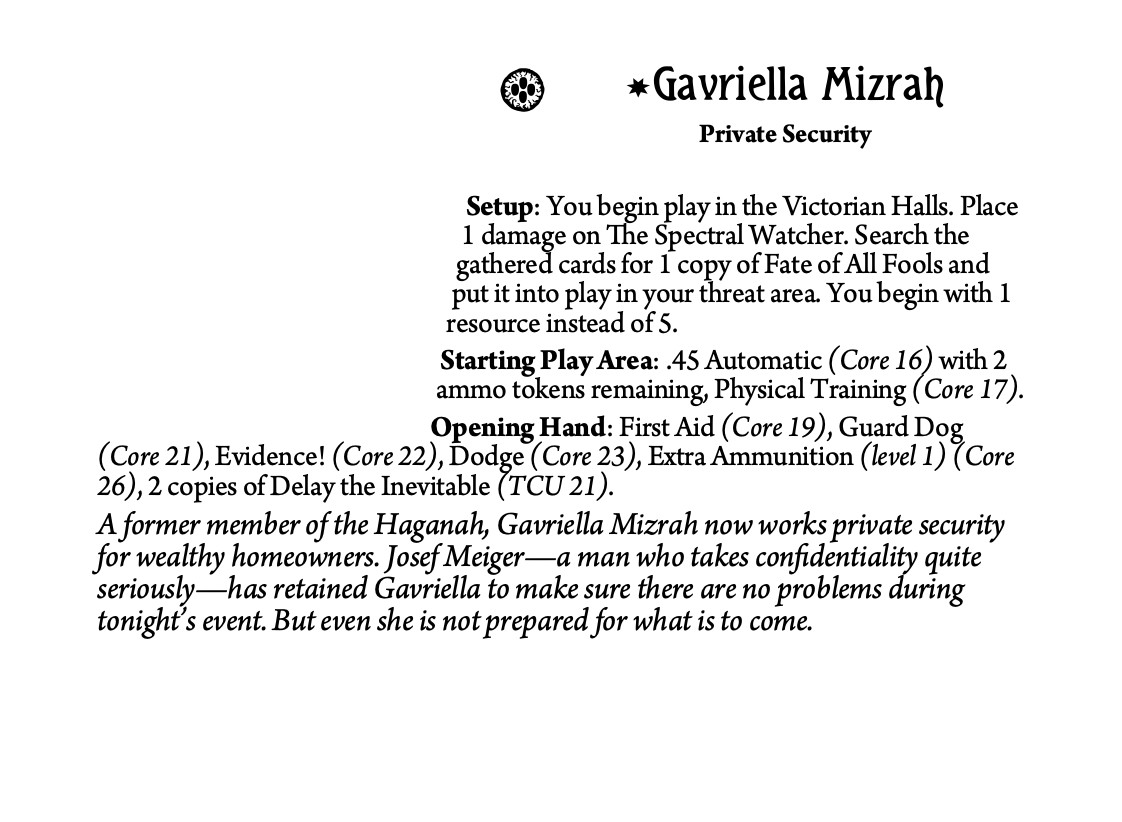 ✷Gavriella Mizrah
Private Security
Setup: You begin play in the Victorian Halls. Place
1 damage on The Spectral Watcher. Search the
gathered cards for 1 copy of Fate of All Fools and
put it into play in your threat area. You begin with 1
resource instead of 5.
Starting Play Area: .45 Automatic (Core 16) with 2
ammo tokens remaining, Physical Training (Core 17).
Opening Hand: First Aid (Core 19), Guard Dog
(Core 21), Evidence! (Core 22), Dodge (Core 23), Extra Ammunition (level 1) (Core
26), 2 copies of Delay the Inevitable (TCU 21).
A former member of the Haganah, Gavriella Mizrah now works private security
for wealthy homeowners. Josef Meiger—a man who takes confidentiality quite
seriously—has retained Gavriella to make sure there are no problems during
tonight’s event. But even she is not prepared for what is to come.